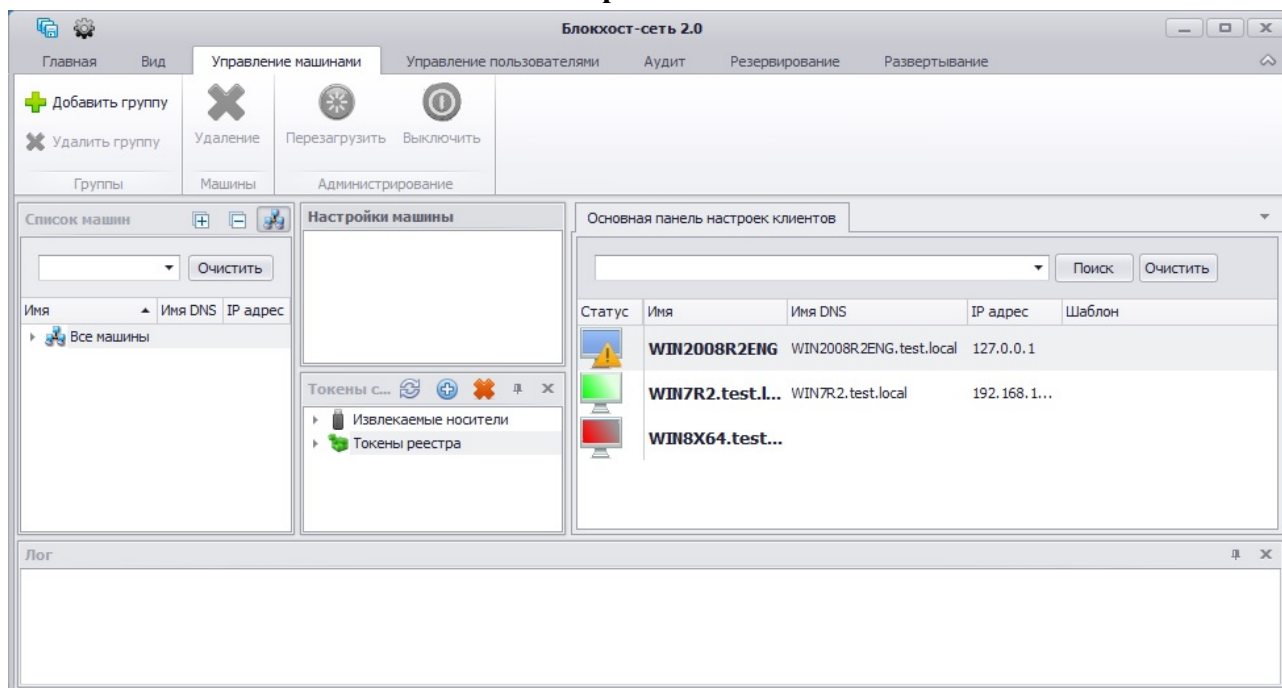 Блокхост-сеть 2.0
Главная Вид Управление машинами Управление пользователями Аудит Резервирование Развертывание
Добавить группу
Удалить группу
Удаление Перезагрузить Выключить
Группы Машины Администрирование
Список машин
Очистить
Имя Имя DNS IP адрес
Все машины
Настройки машины
Токены с...
Извлекаемые носители
Токены реестра
Основная панель настроек клиентов
Поиск Очистить
Статус Имя Имя DNS IP адрес Шаблон
WIN2008R2ENG WIN2008R2ENG.test.local 127.0.0.1
WIN7R2.test.l... WIN7R2.test.local 192.168.1...
WIN8X64.test...
Лог